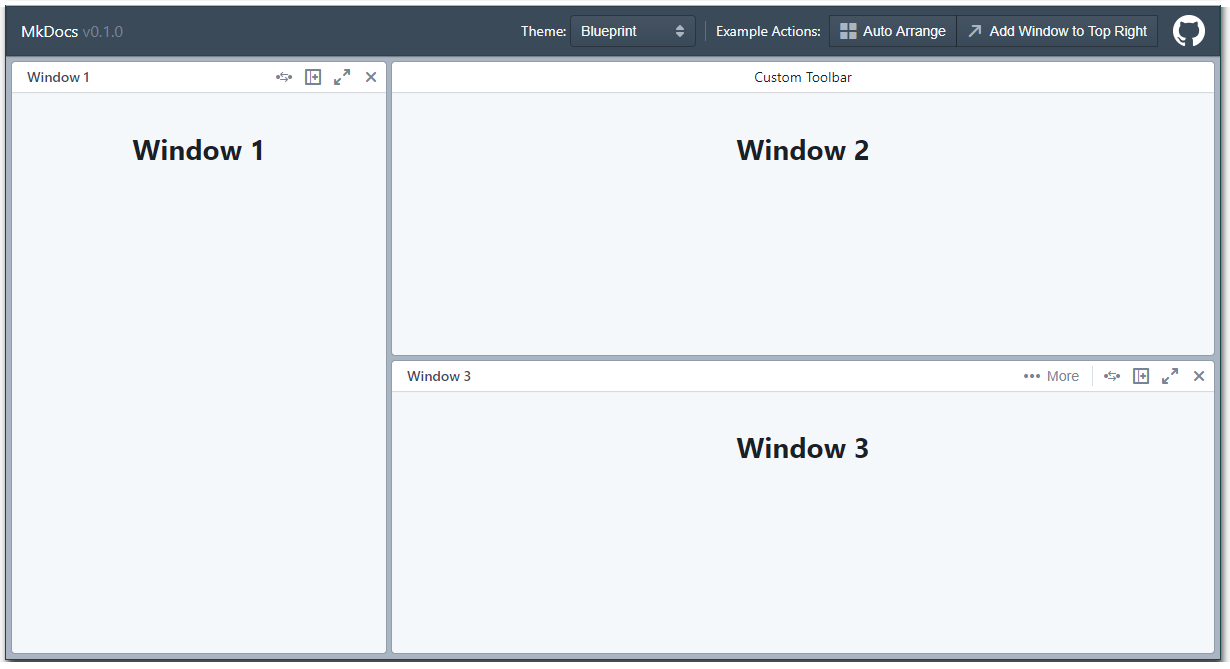 MkDocs v0.1.0
Theme: Blueprint Example Actions: Auto Arrange Add Window to Top Right
Window 1
Window 1
Custom Toolbar
Window 2
Window 3 ••• More
Window 3